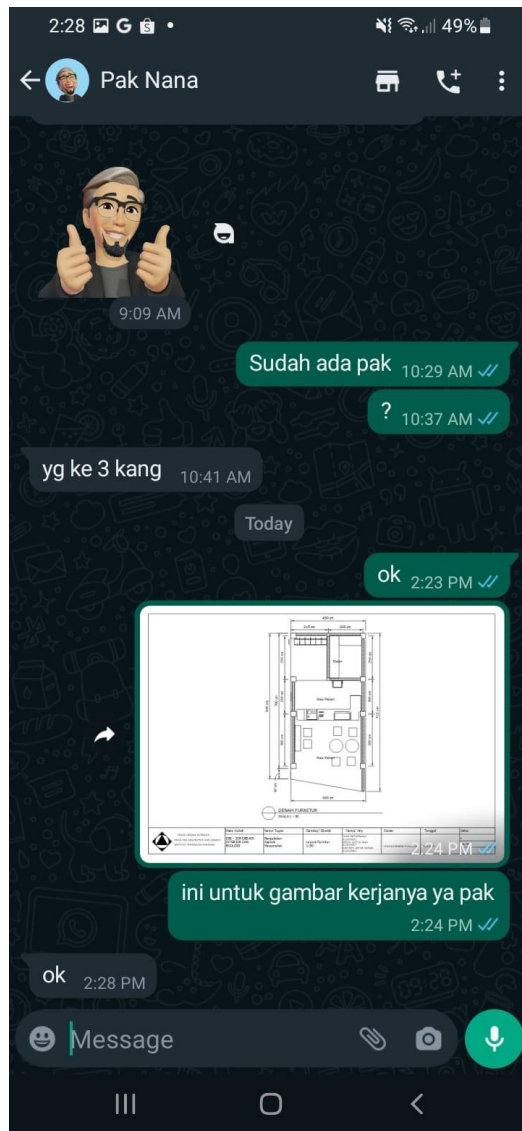 2:28
49%
Pak Nana
9:09 AM
Sudah ada pak 10:29 AM
? 10:37 AM
yg ke 3 kang 10:41 AM
Today
ok 2:23 PM
DENAH FURNITUR
2:24 PM
ini untuk gambar kerjanya ya pak
2:24 PM
ok 2:28 PM
Message